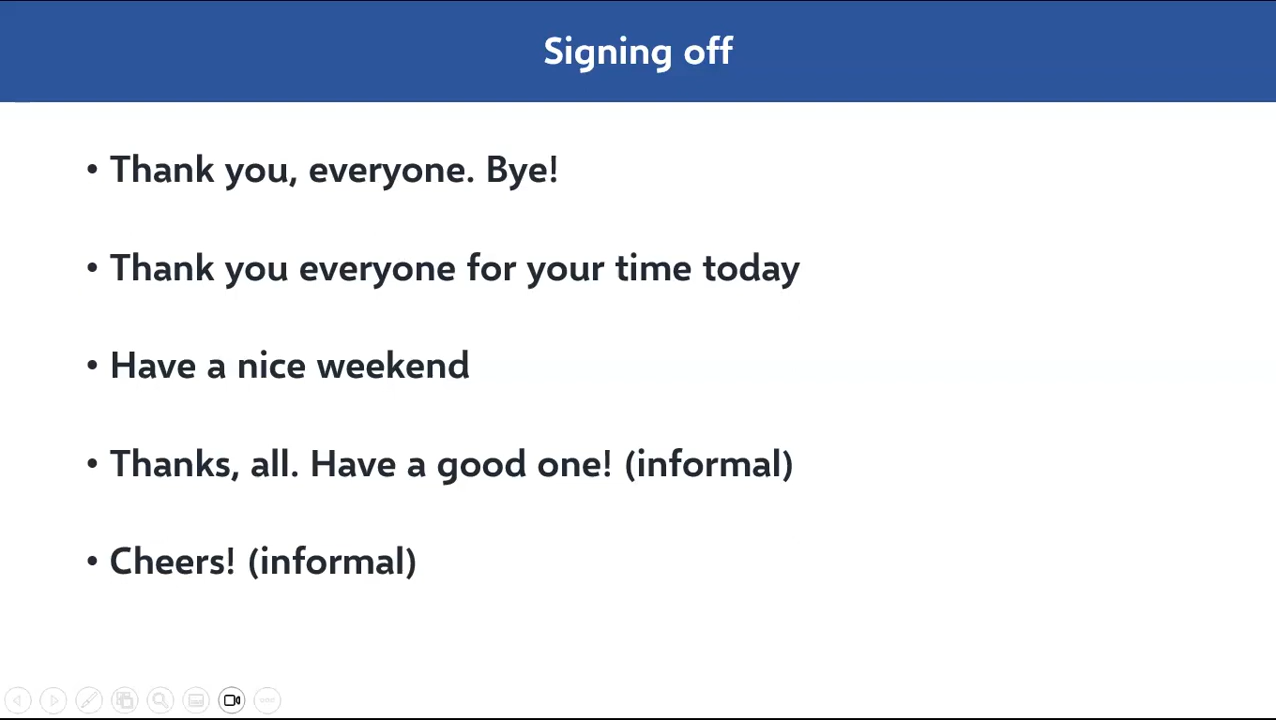 Signing off
• Thank you, everyone. Bye!
• Thank you everyone for your time today
• Have a nice weekend
• Thanks, all. Have a good one! (informal)
• Cheers! (informal)